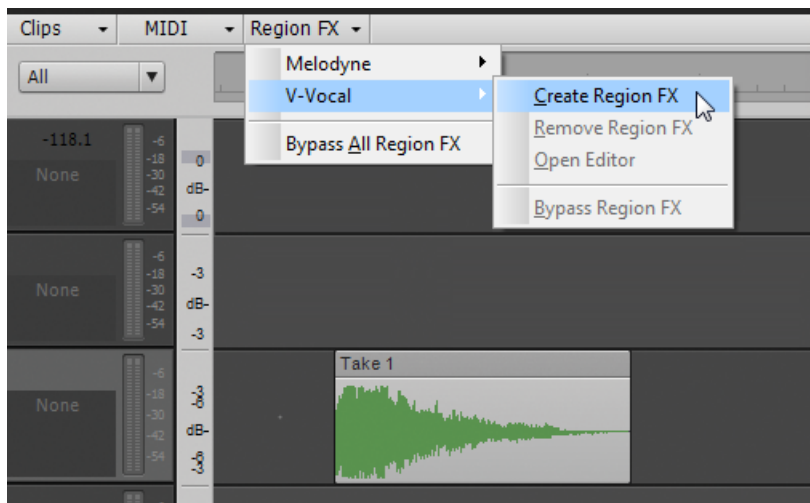 Clips MIDI Region FX
All
Melodyne
V-Vocal
Bypass All Region FX
Create Region FX
Remove Region FX
Open Editor
Bypass Region FX
-118.1
None
-6
-18
-30
-42
-54
0
dB-
0
None
-6
-18
-30
-42
-54
-3
dB-
-3
Take 1
None
-6
-18
-30
-42
-54
dB-
-6